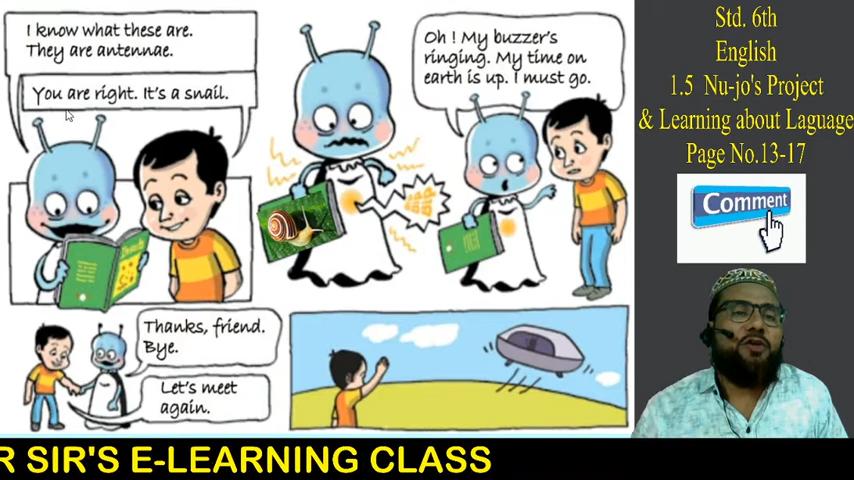 I know what these are.
They are antennae.
You are right. It's a snail.
Oh ! My buzzer's
ringing. My time on
earth is up. I must go.
Thanks, friend.
Bye.
Let's meet
again.
Std. 6th
English
1.5 Nu-jo's Project
& Learning about Laguage
Page No.13-17
Comment
R SIR'S E-LEARNING CLASS